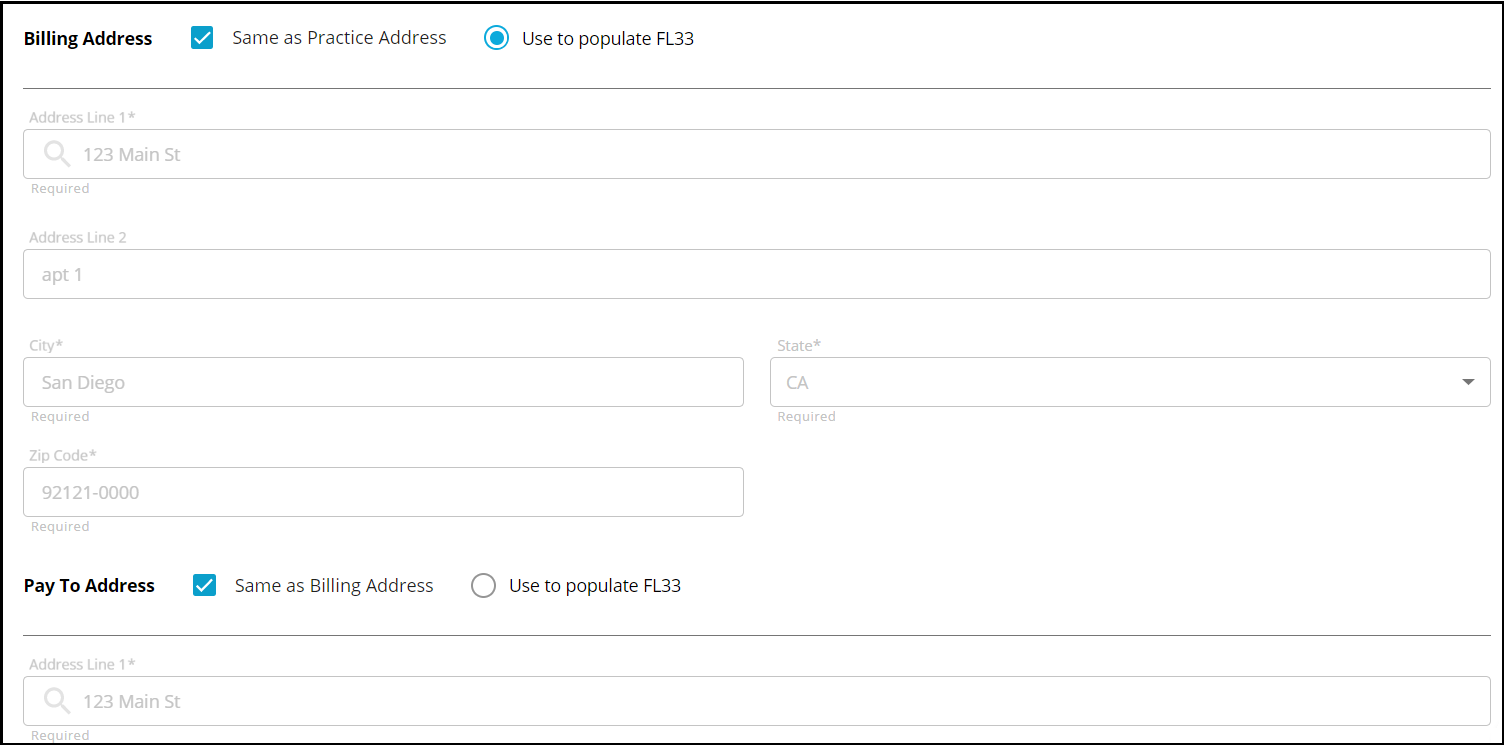 Billing Address Same as Practice Address Use to populate FL33
Address Line 1*
123 Main St
Required
Address Line 2
apt 1
City* State*
San Diego CA
Required Required
Zip Code*
92121-0000
Required
Pay To Address Same as Billing Address Use to populate FL33
Address Line 1*
123 Main St
Required